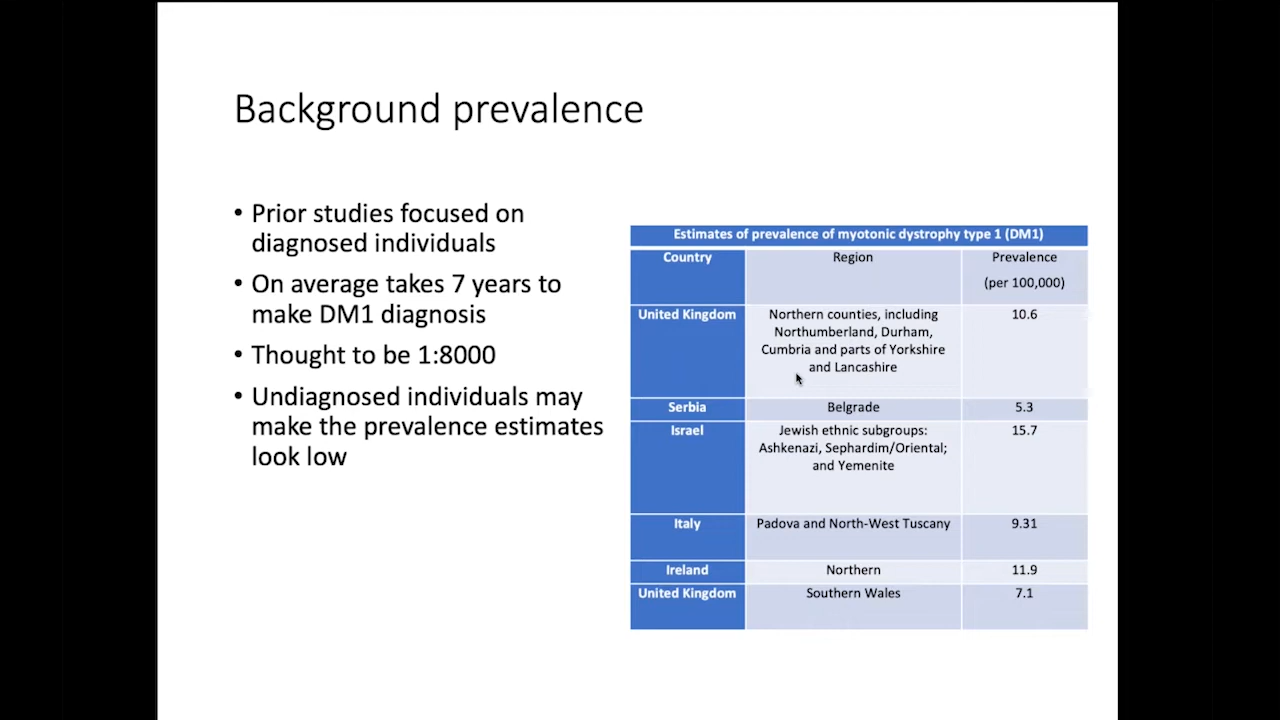 Background prevalence
• Prior studies focused on
diagnosed individuals
• On average takes 7 years to
make DM1 diagnosis
• Thought to be 1:8000
• Undiagnosed individuals may
make the prevalence estimates
look low
Estimates of prevalence of myotonic dystrophy type 1 (DM1)
Country Region Prevalence
(per 100,000)
United Kingdom Northern counties, including 10.6
Northumberland, Durham,
Cumbria and parts of Yorkshire
and Lancashire
Serbia Belgrade 5.3
Israel Jewish ethnic subgroups: 15.7
Ashkenazi, Sephardim/Oriental;
and Yemenite
Italy Padova and North-West Tuscany 9.31
Ireland Northern 11.9
United Kingdom Southern Wales 7.1